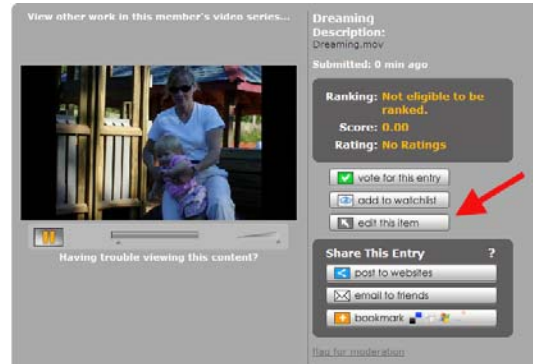 View other work in this member's video series...
Having trouble viewing this content?
Dreaming
Description:
Dreaming.mov
Submitted: 0 min ago
Ranking: Not eligible to be
ranked.
Score: 0.00
Rating: No Ratings
vote for this entry
add to watchlist
edit this item
Share This Entry ?
post to websites
email to friends
bookmark
flag for moderation